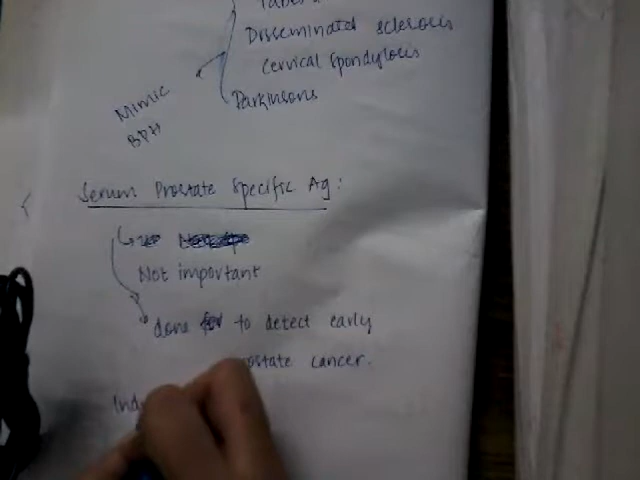 Disseminated sclerosis
Cervical spondylosis
Parkinsons
Mimic
BPH
Serum Prostate Specific Ag:
Not important
done to detect early
cancer.